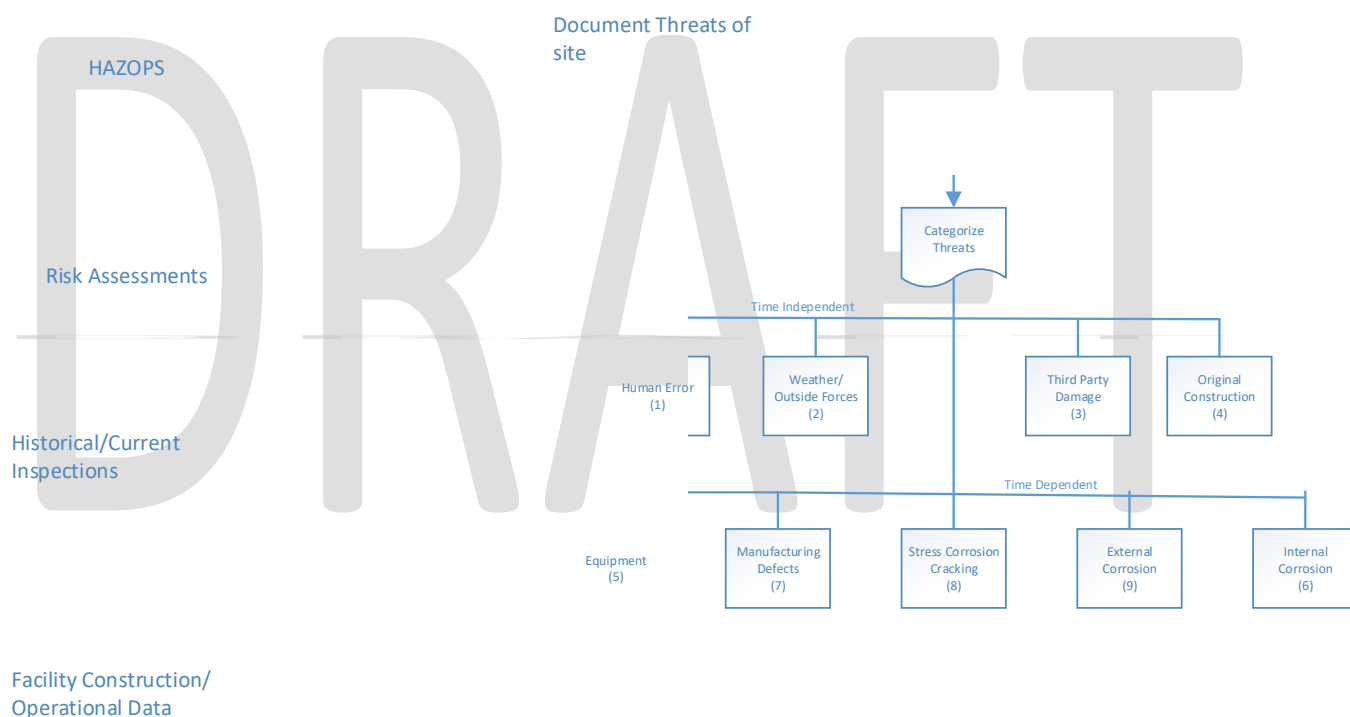 Document Threats of
site
HAZOPS
DRAFT
Categorize
Threats
Risk Assessments
Time Independent
Human Error
(1)
Weather/
Outside Forces
(2)
Third Party
Damage
(3)
Original
Construction
(4)
Historical/Current
Inspections
Time Dependent
Equipment
(5)
Manufacturing
Defects
(7)
Stress Corrosion
Cracking
(8)
External
Corrosion
(9)
Internal
Corrosion
(6)
Facility Construction/
Operational Data